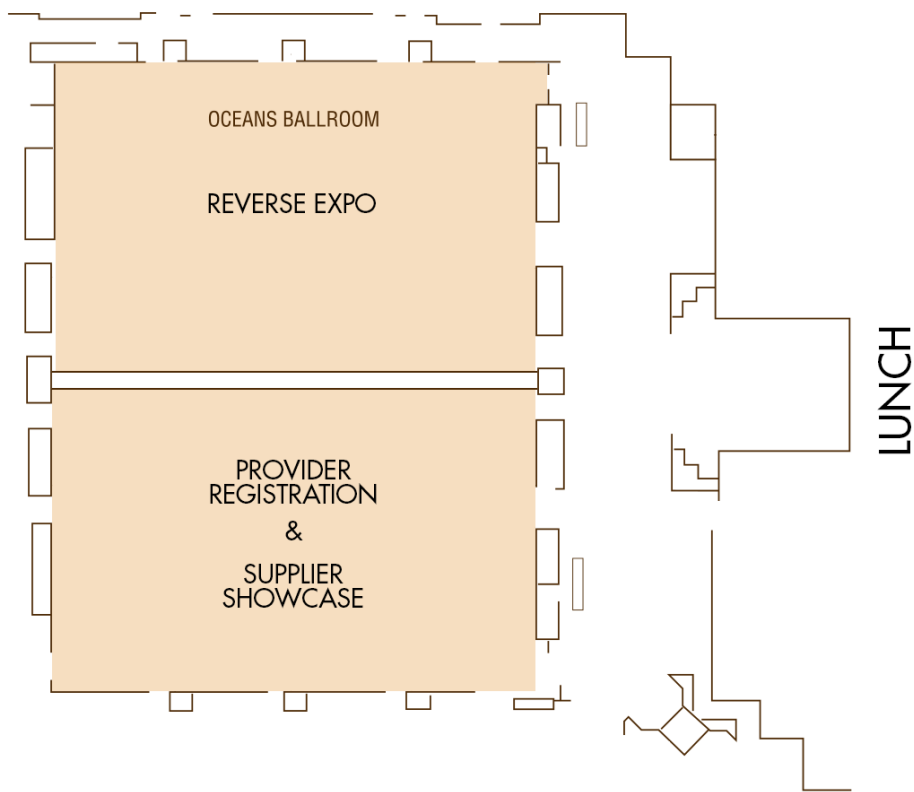 OCEANS BALLROOM
REVERSE EXPO
PROVIDER
REGISTRATION
&
SUPPLIER
SHOWCASE
LUNCH